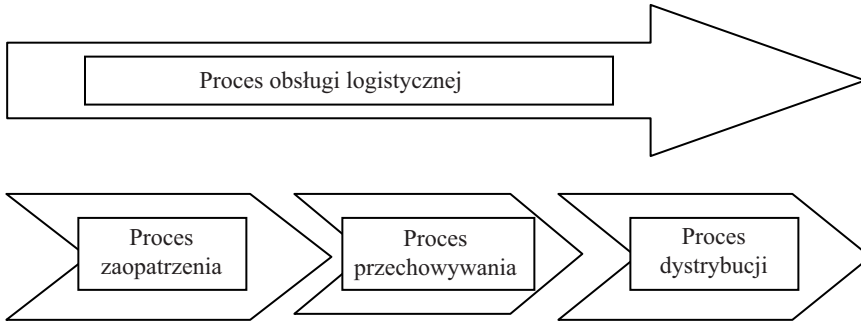 Proces obsługi logistycznej
Proces
zaopatrzenia
Proces
przechowywania
Proces
dystrybucji